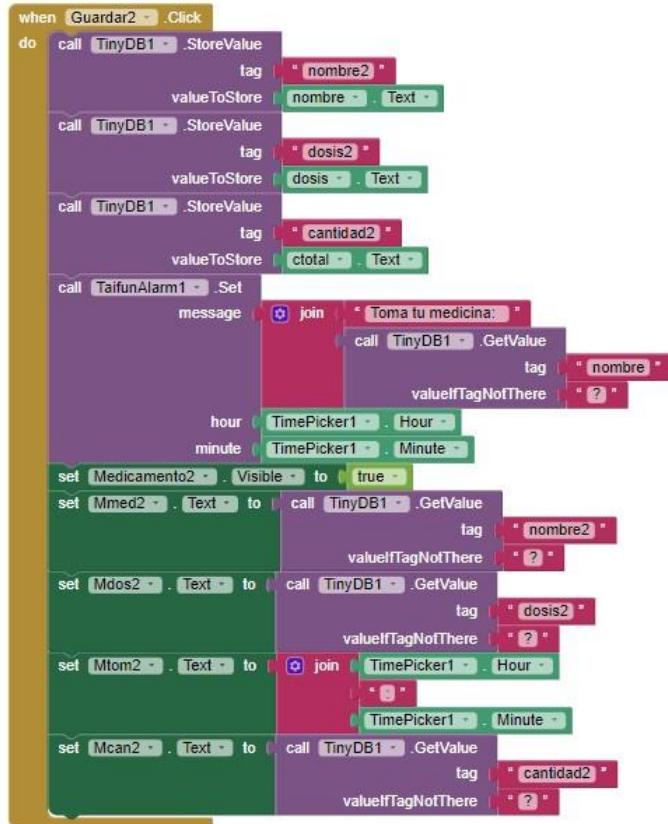 when Guardar2 .Click
do call TinyDB1 .StoreValue
tag " nombre2 "
valueToStore nombre . Text
call TinyDB1 .StoreValue
tag " dosis2 "
valueToStore dosis . Text
call TinyDB1 .StoreValue
tag " cantidad2 "
valueToStore ctotal . Text
call TaifunAlarm1 .Set
message join " Toma tu medicina: "
call TinyDB1 .GetValue
tag " nombre "
valueIfTagNotThere " ? "
hour TimePicker1 . Hour
minute TimePicker1 . Minute
set Medicamento2 . Visible to true
set Mmed2 . Text to call TinyDB1 .GetValue
tag " nombre2 "
valueIfTagNotThere " ? "
set Mdos2 . Text to call TinyDB1 .GetValue
tag " dosis2 "
valueIfTagNotThere " ? "
set Mtom2 . Text to join TimePicker1 . Hour
" : "
TimePicker1 . Minute
set Mcan2 . Text to call TinyDB1 .GetValue
tag " cantidad2 "
valueIfTagNotThere " ? "